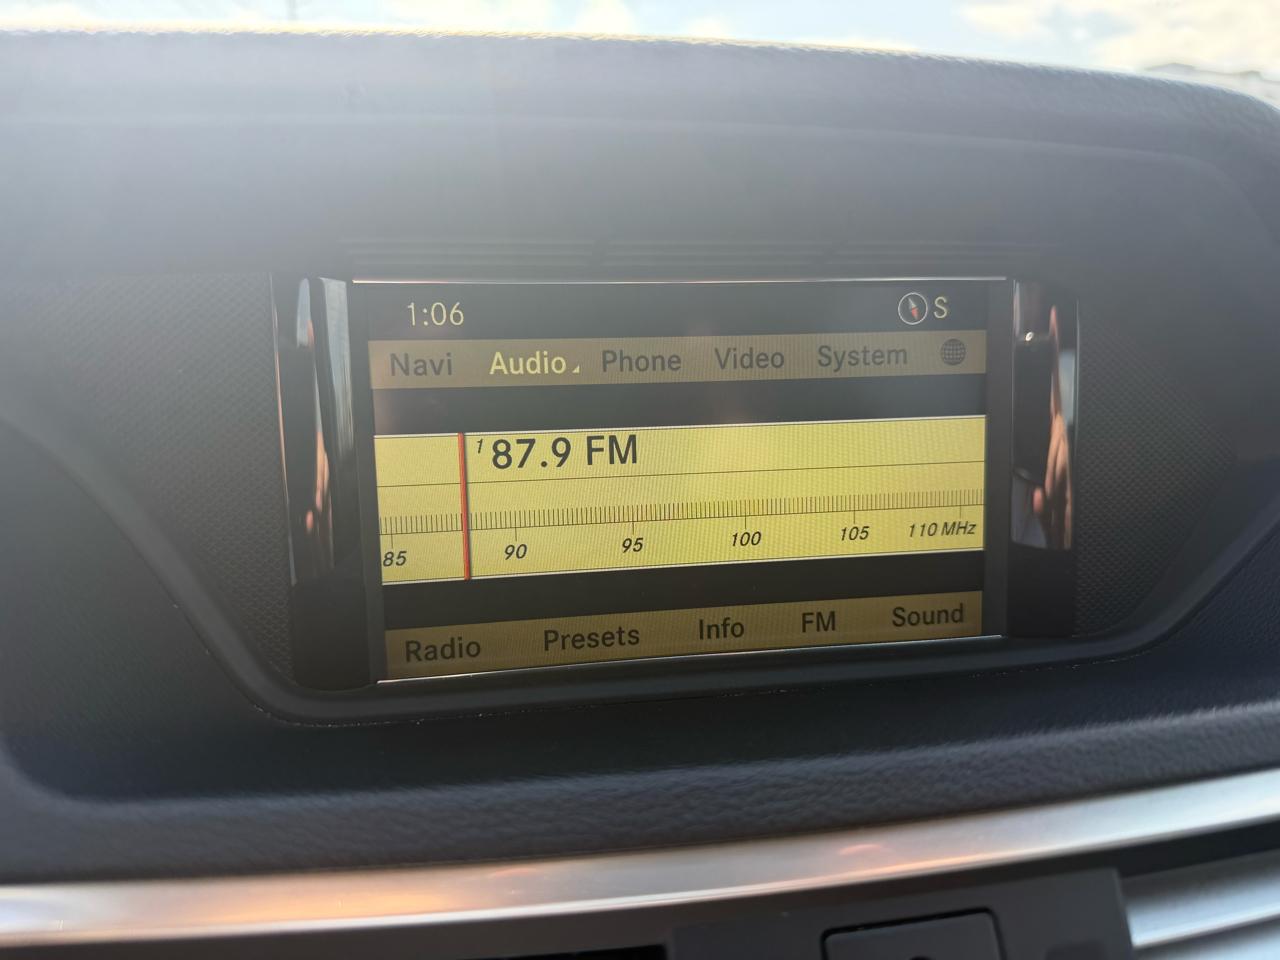 1:06 S
Navi Audio Phone Video System
1 87.9 FM
85 90 95 100 105 110 MHz
Radio Presets Info FM Sound